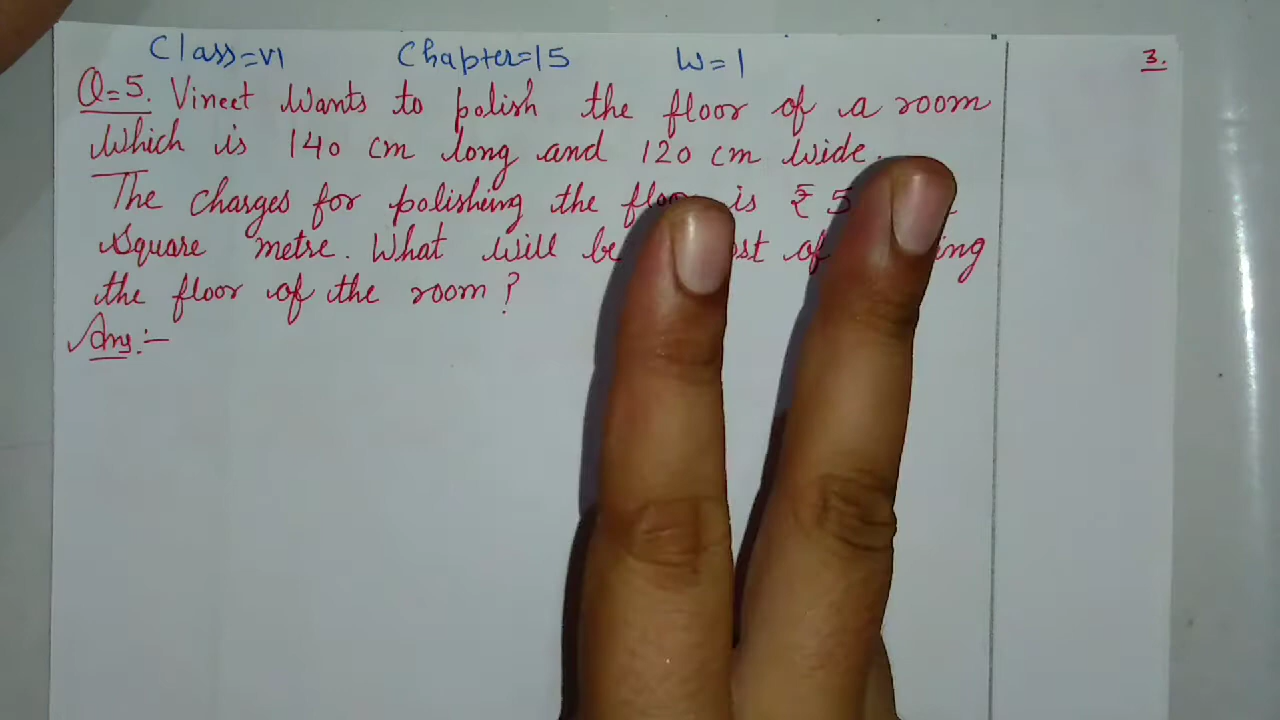 Class=VI Chapter=15 W=1
3.
Q=5. Vineet wants to polish the floor of a room
which is 140 cm long and 120 cm wide.
The charges for polishing the is ₹ 5
square metre. What will be of
the floor of the room?
Ans:-